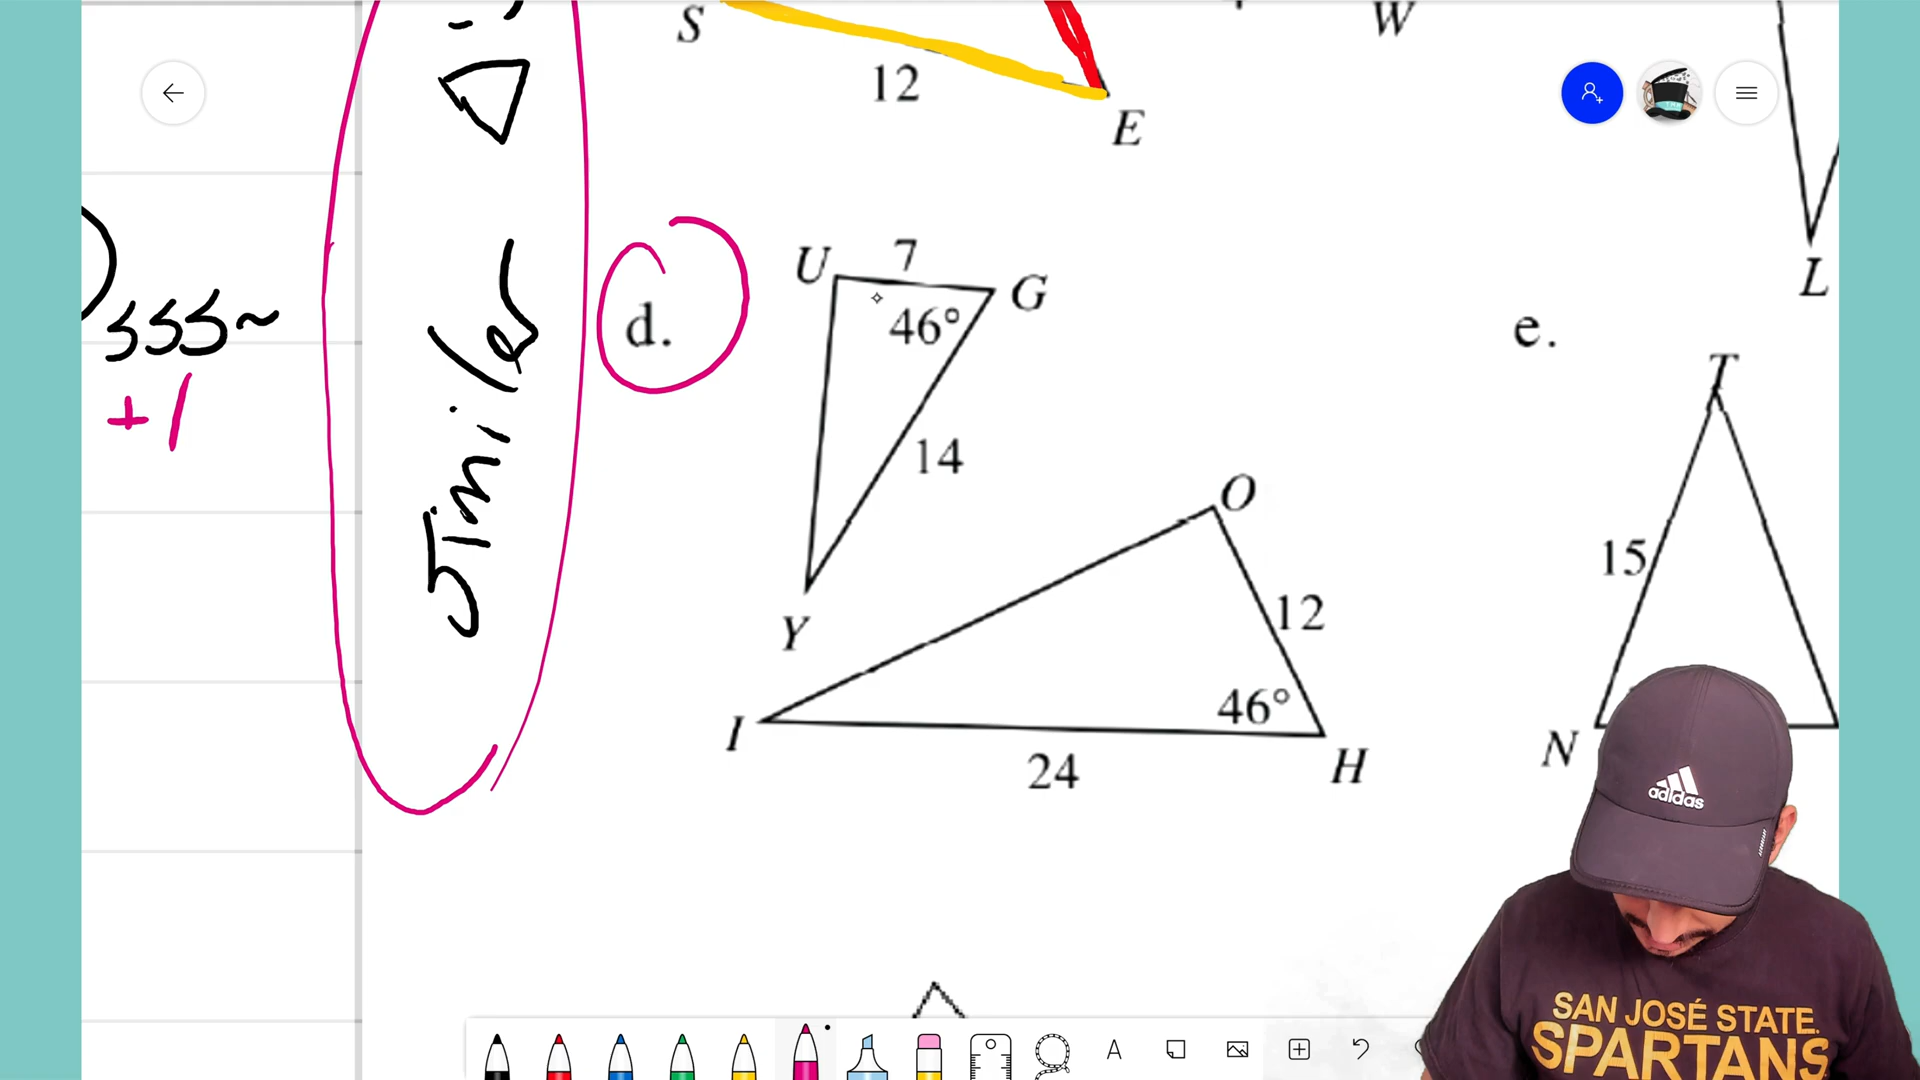 S
12
E
W
L
SSS~
+1
Similar
d.
U
7
G
46°
14
Y
O
12
46°
I
24
H
e.
T
15
N
adidas
SAN JOSÉ STATE.
SPARTANS
A